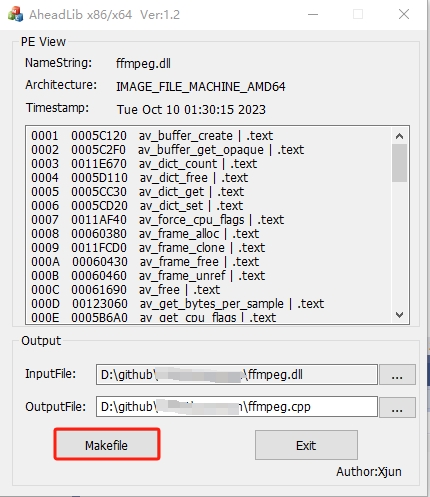 AheadLib x86/x64 Ver:1.2
PE View
NameString: ffmpeg.dll
Architecture: IMAGE_FILE_MACHINE_AMD64
Timestamp: Tue Oct 10 01:30:15 2023
0001 0005C120 av_buffer_create | .text
0002 0005C2F0 av_buffer_get_opaque | .text
0003 0011E670 av_dict_count | .text
0004 0005D110 av_dict_free | .text
0005 0005CC30 av_dict_get | .text
0006 0005CD20 av_dict_set | .text
0007 0011AF40 av_force_cpu_flags | .text
0008 00060380 av_frame_alloc | .text
0009 0011FCD0 av_frame_clone | .text
000A 00060430 av_frame_free | .text
000B 00060460 av_frame_unref | .text
000C 00061690 av_free | .text
000D 00123060 av_get_bytes_per_sample | .text
000E 0005B6A0 av_get_cpu_flags | .text
Output
InputFile: D:\github\ \ffmpeg.dll ...
OutputFile: D:\github\ \ffmpeg.cpp ...
Makefile Exit
Author:Xjun